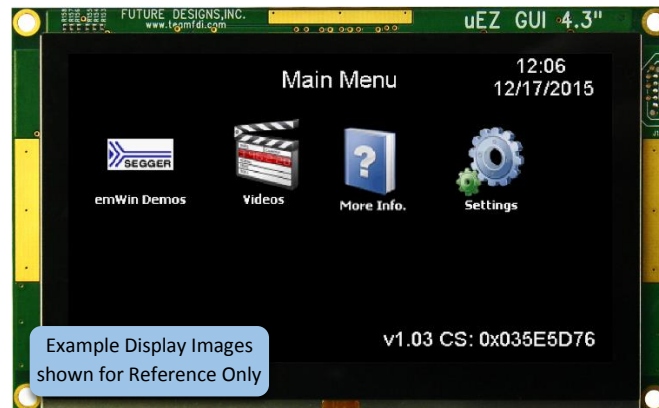 FUTURE DESIGNS,INC.
www.teamfdi.com
uEZ GUI 4.3"
Main Menu
12:06
12/17/2015
SEGGER
emWin Demos
Videos
More Info.
Settings
v1.03 CS: 0x035E5D76
Example Display Images
shown for Reference Only